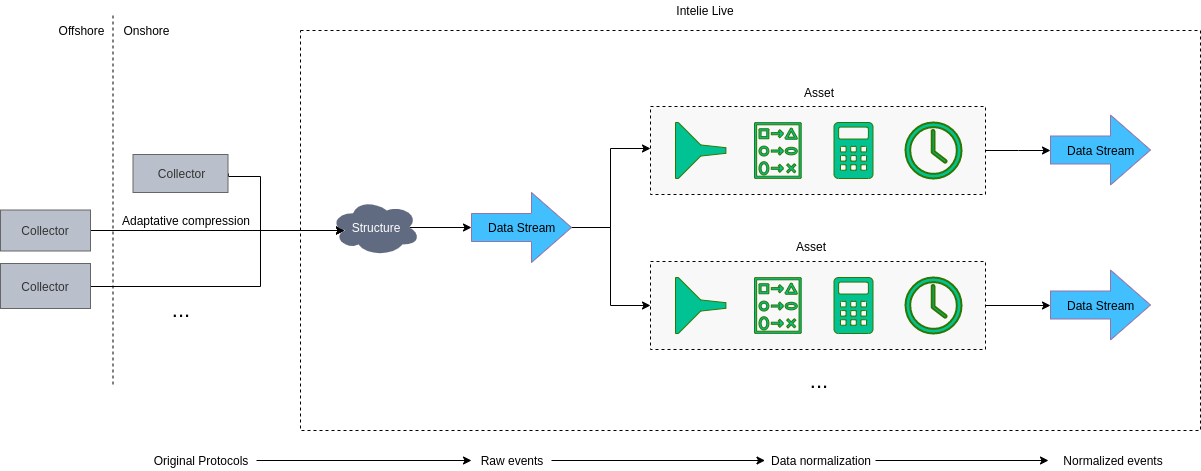 Intelie Live
Offshore
Onshore
Asset
Data Stream
Collector
Adaptative compression
Collector
Structure
Data Stream
Asset
Collector
Data Stream
...
...
Original Protocols
Raw events
Data normalization
Normalized events